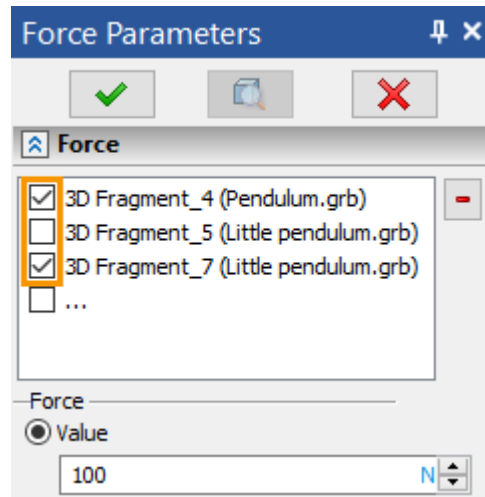 Force Parameters
Force
3D Fragment_4 (Pendulum.grb)
3D Fragment_5 (Little pendulum.grb)
3D Fragment_7 (Little pendulum.grb)
...
Force
Value
100 N